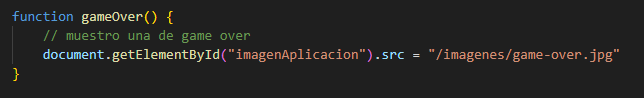 function gameOver() {
// muestro una de game over
document.getElementById("imagenAplicacion").src = "/imagenes/game-over.jpg"
}